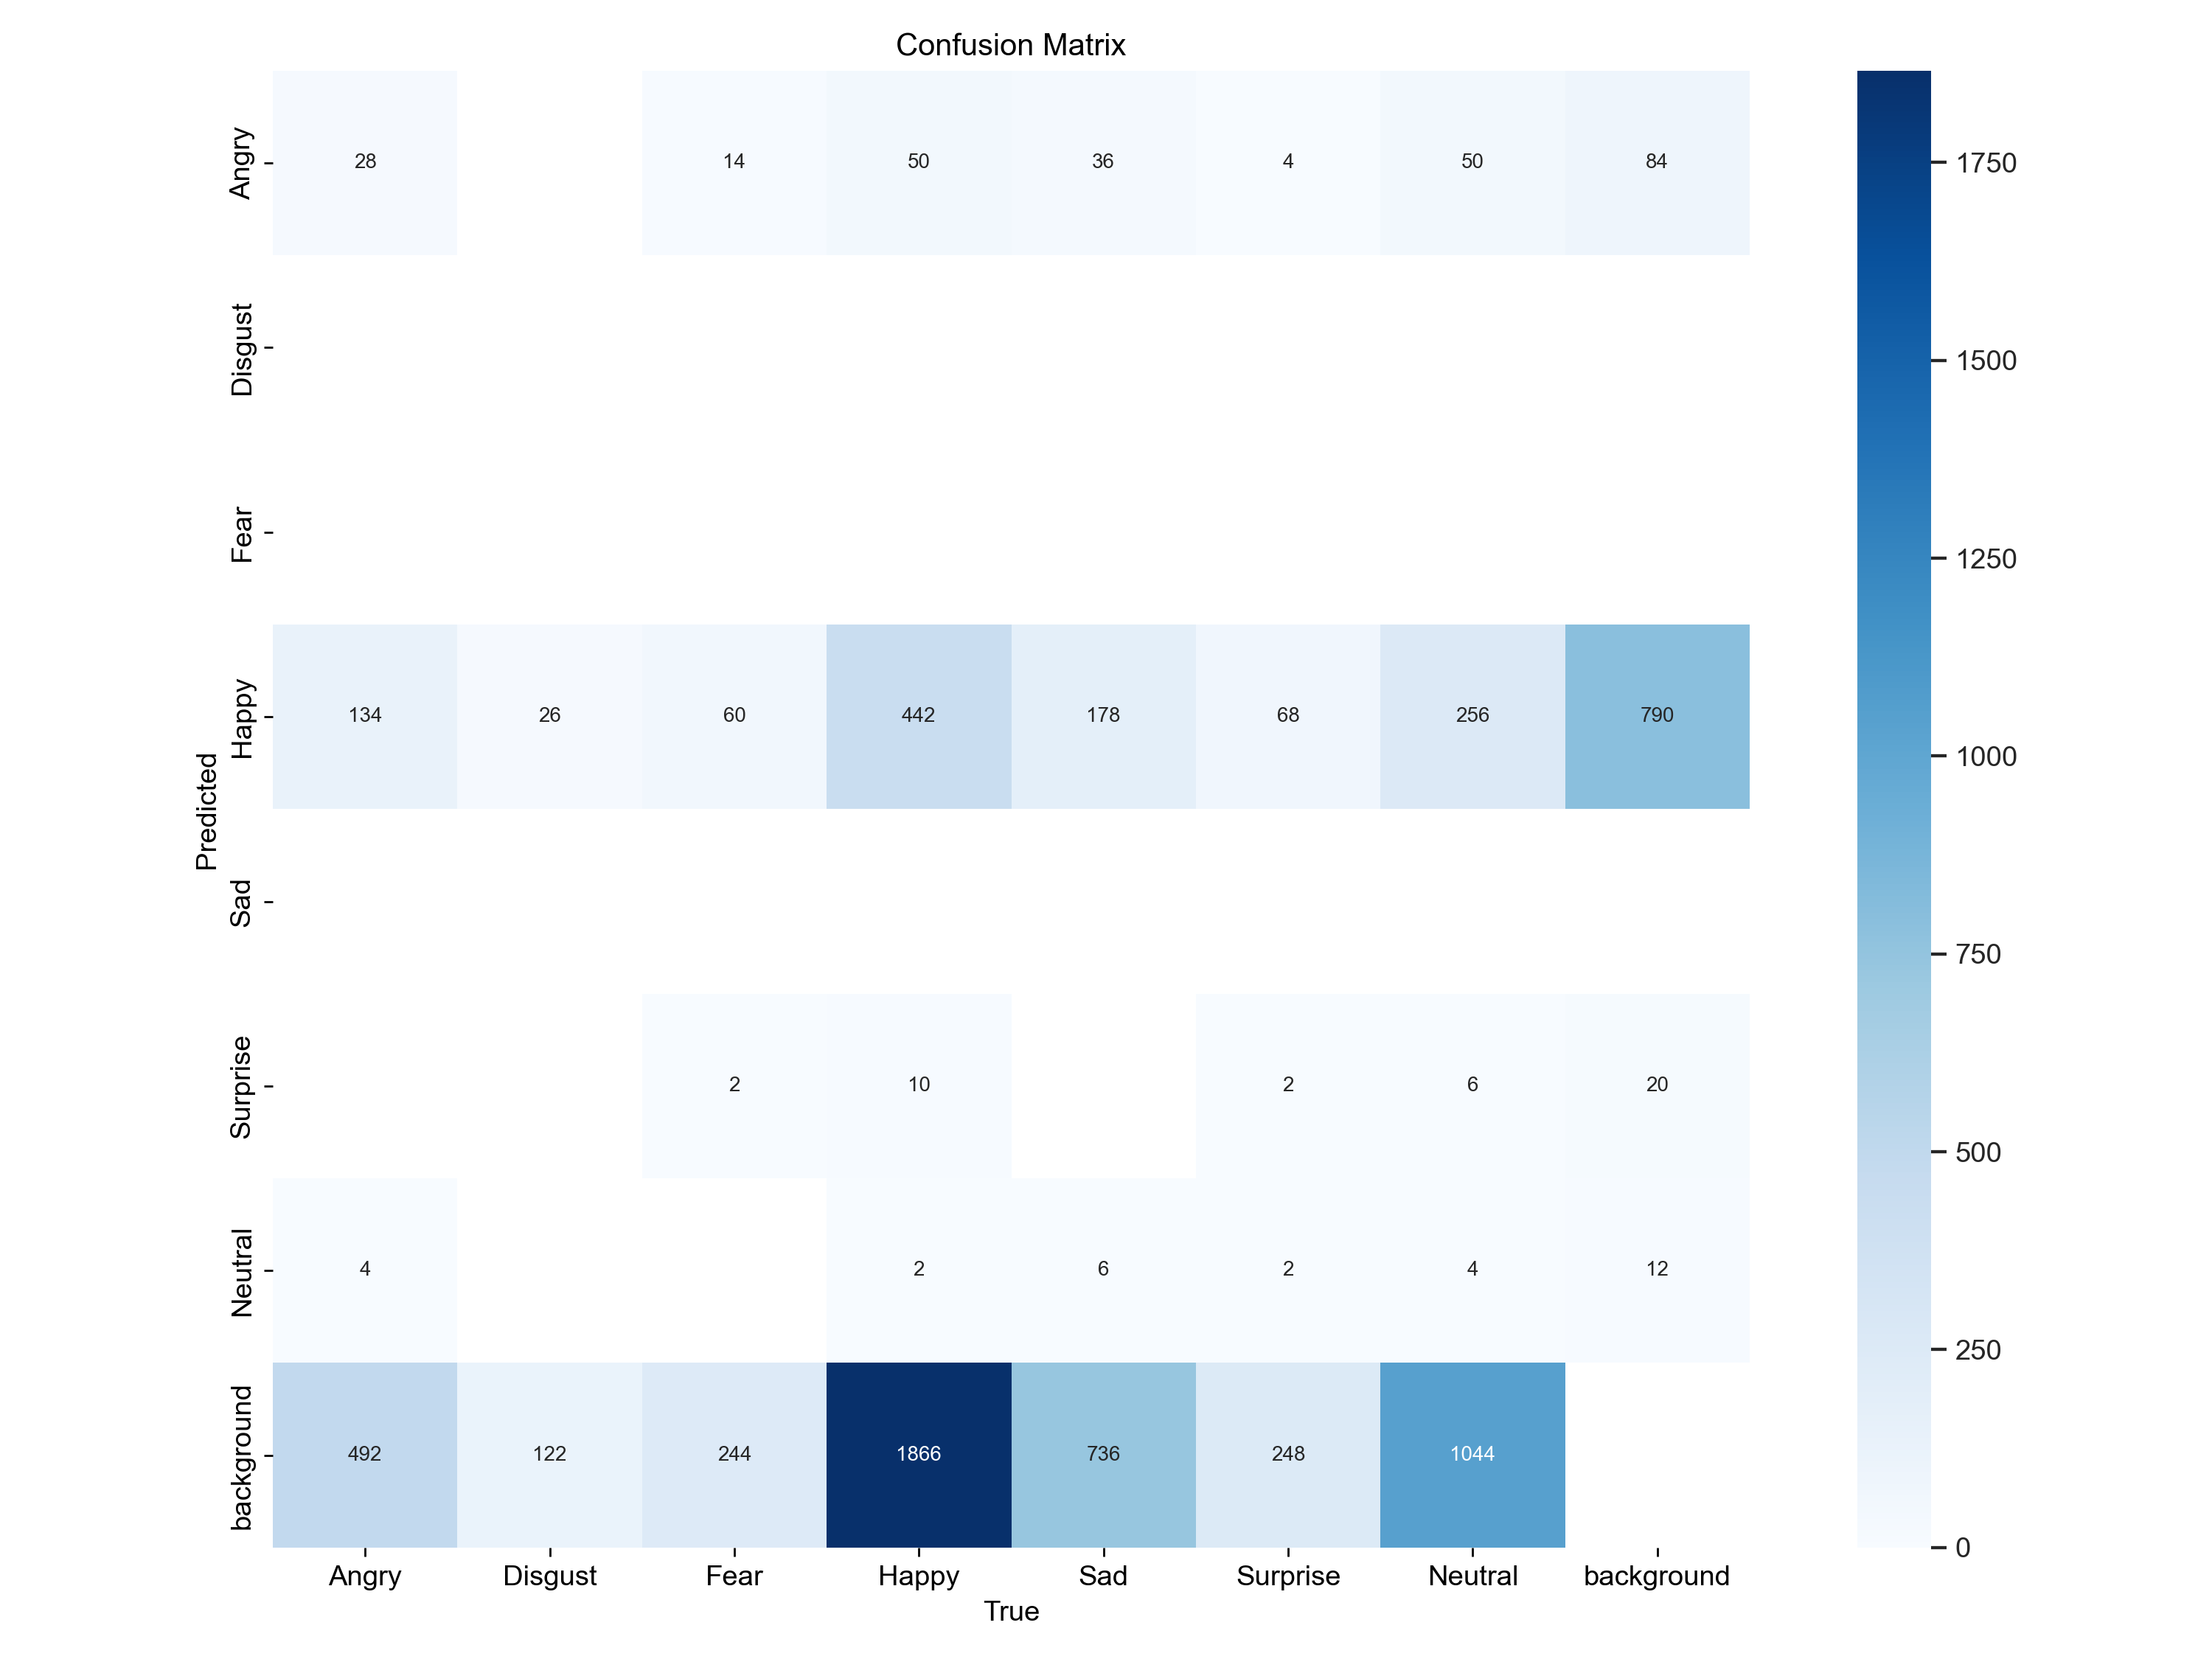 Confusion Matrix
Angry
28 14 50 36 4 50 84
Disgust
Fear
Happy
134 26 60 442 178 68 256 790
Predicted
Sad
Surprise
2 10 2 6 20
Neutral
4 2 6 2 4 12
background
492 122 244 1866 736 248 1044
Angry Disgust Fear Happy Sad Surprise Neutral background
True
1750
1500
1250
1000
750
500
250
0